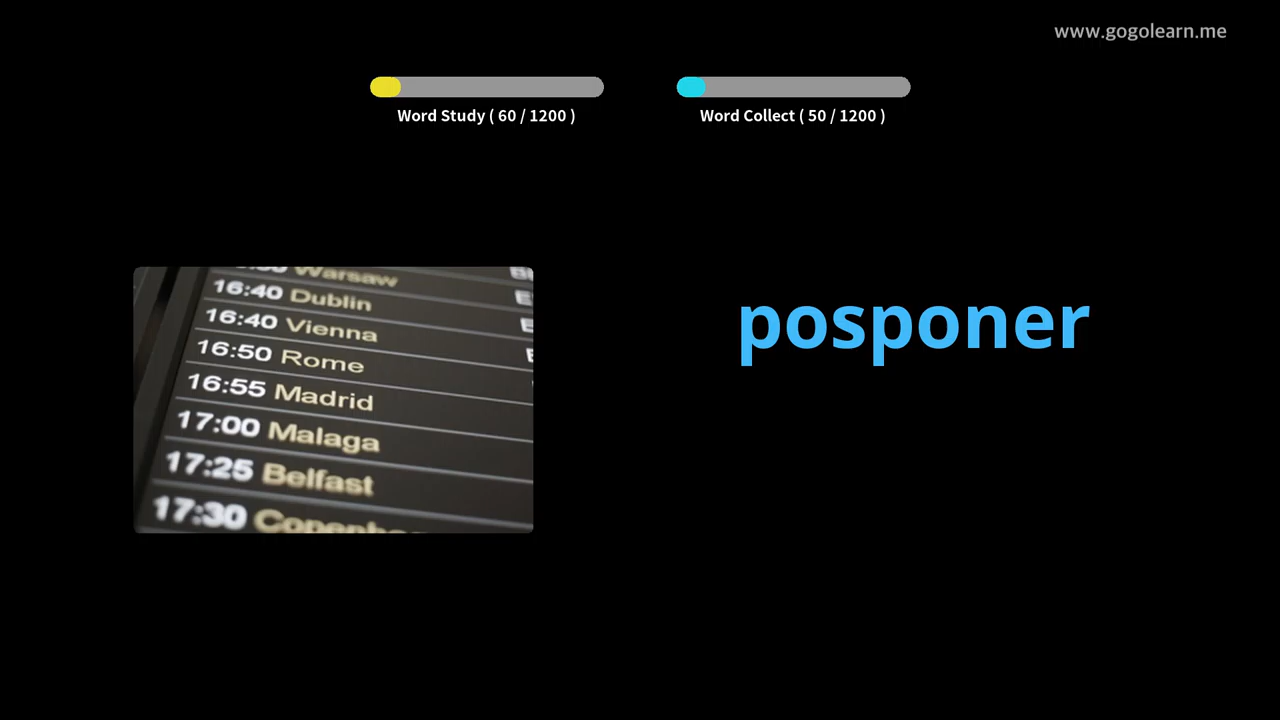 www.gogolearn.me
Word Study ( 60 / 1200 )
Word Collect ( 50 / 1200 )
posponer
Warsaw
16:40 Dublin
16:40 Vienna
16:50 Rome
16:55 Madrid
17:00 Malaga
17:25 Belfast
17:30